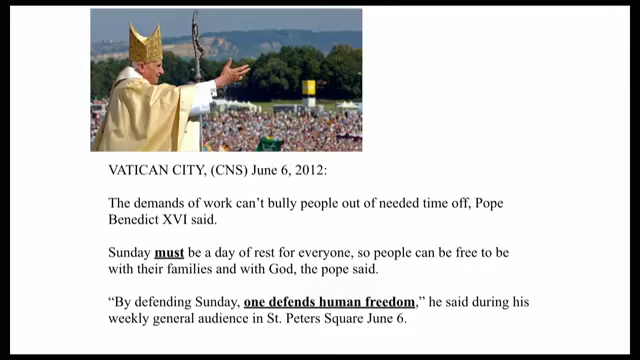 VATICAN CITY, (CNS) June 6, 2012:
The demands of work can't bully people out of needed time off, Pope
Benedict XVI said.
Sunday must be a day of rest for everyone, so people can be free to be
with their families and with God, the pope said.
“By defending Sunday, one defends human freedom,” he said during his
weekly general audience in St. Peters Square June 6.